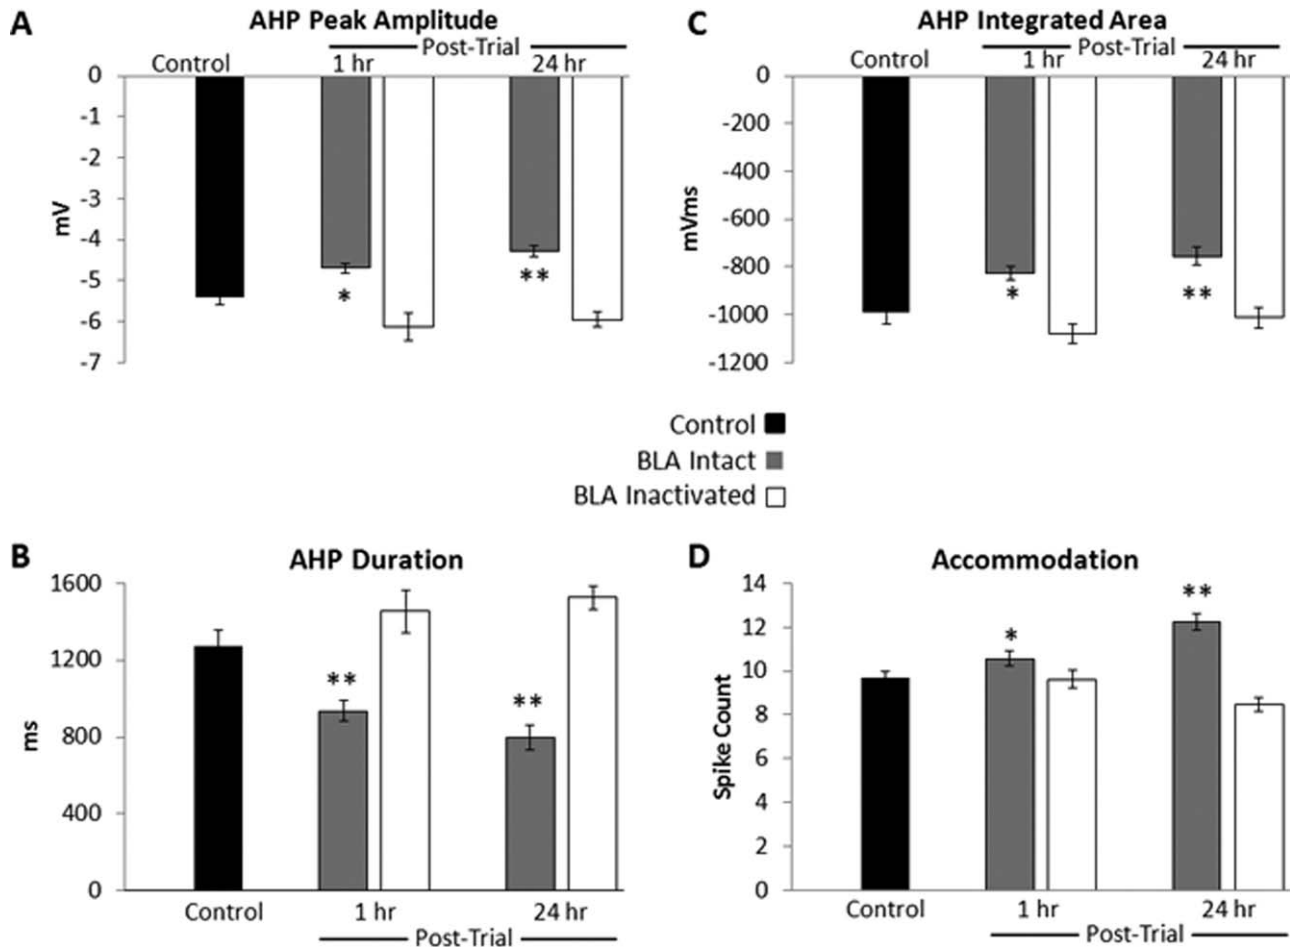 A
AHP Peak Amplitude
Post-Trial
Control 1 hr 24 hr
0
-1
-2
-3
-4
-5
-6
-7
mV
*
**
C
AHP Integrated Area
Post-Trial
Control 1 hr 24 hr
0
-200
-400
-600
-800
-1000
-1200
mVms
*
**
Control
BLA Intact
BLA Inactivated
B
AHP Duration
1600
1200
800
400
0
ms
**
**
Control 1 hr 24 hr
Post-Trial
D
Accommodation
14
12
10
8
6
4
2
0
Spike Count
*
**
Control 1 hr 24 hr
Post-Trial